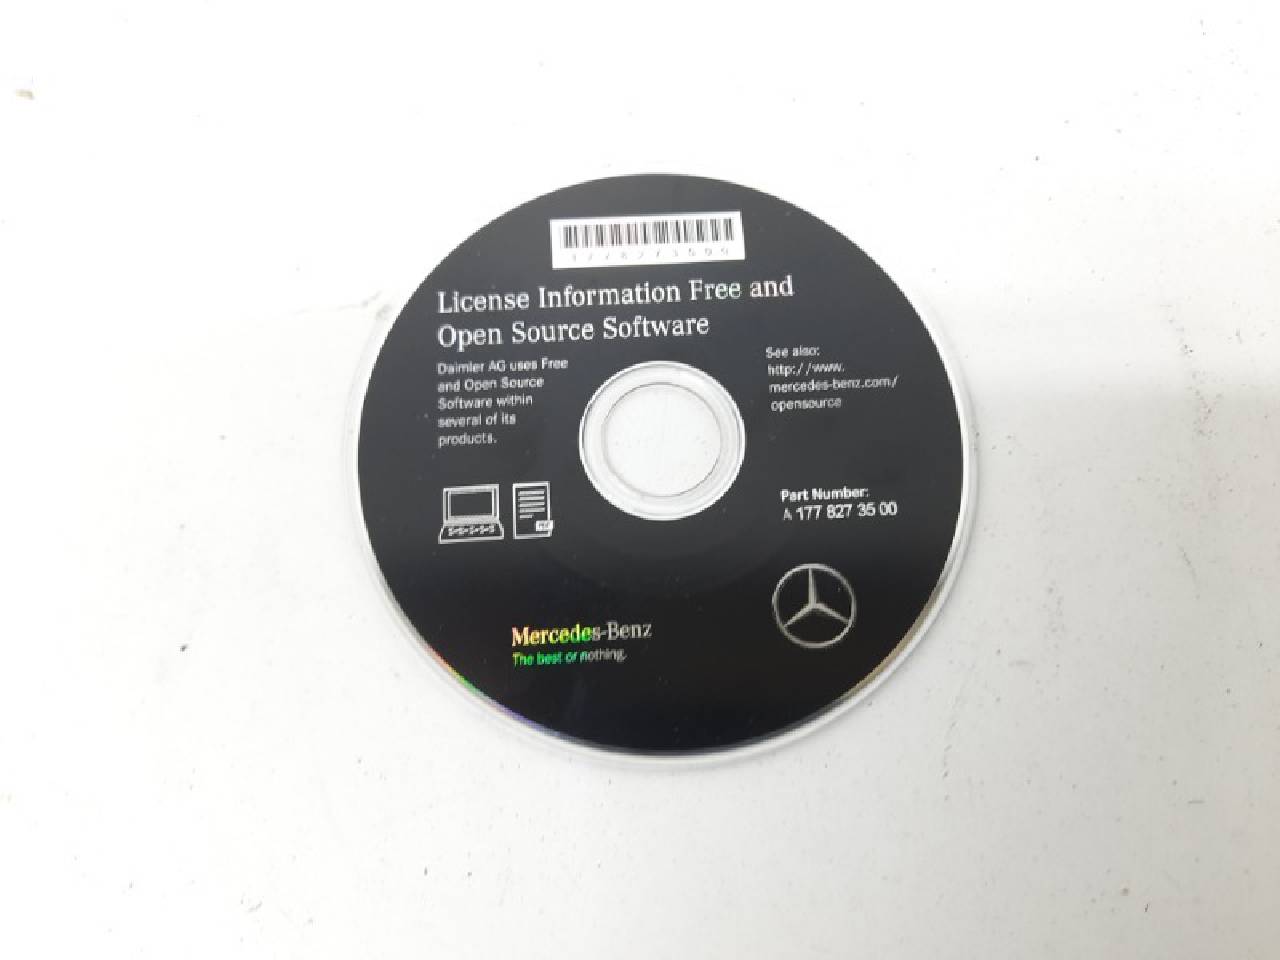 1778273500
License Information Free and
Open Source Software
Daimler AG uses Free
and Open Source
Software within
several of its
products.
See also:
http://www.
mercedes-benz.com/
opensource
Part Number:
A 177 827 35 00
Mercedes-Benz
The best or nothing.